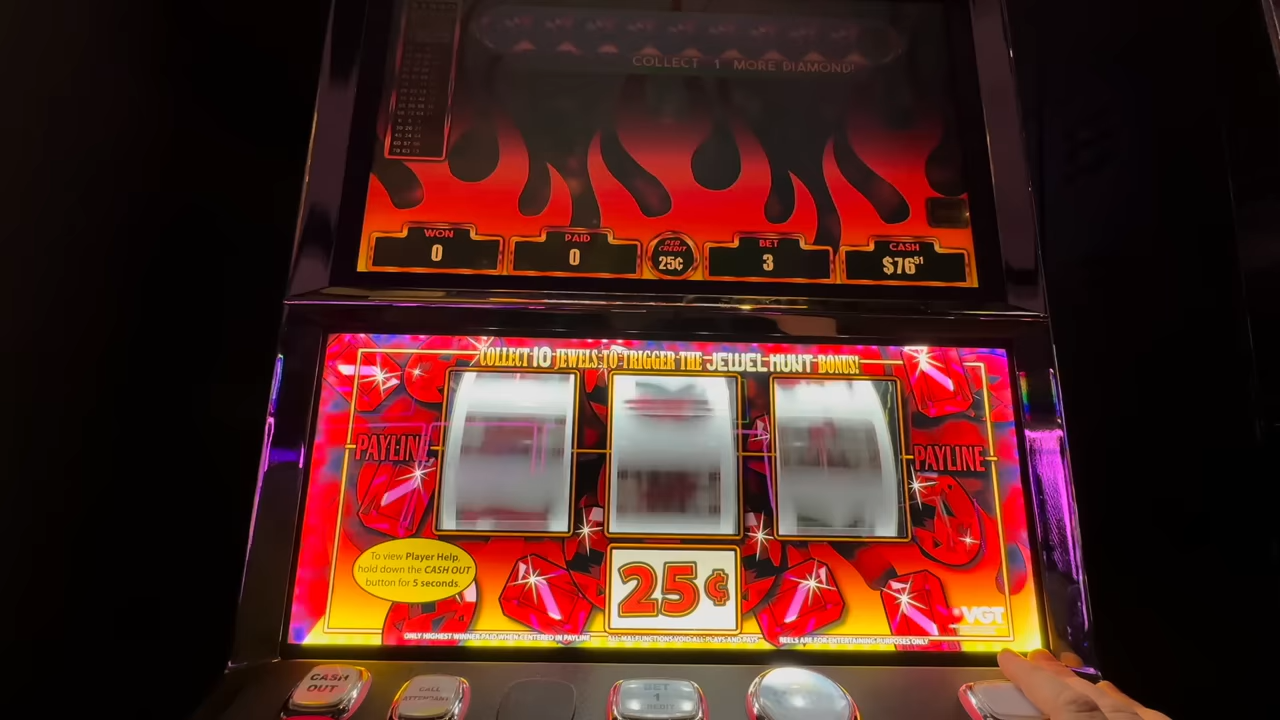 COLLECT 1 MORE DIAMOND!
WON
0
PAID
0
PER
CREDIT
25¢
BET
3
CASH
$76.51
COLLECT 10 JEWELS TO TRIGGER THE JEWEL HUNT BONUS!
PAYLINE
PAYLINE
To view Player Help,
hold down the CASH OUT
button for 5 seconds.
25¢
VGT
ONLY HIGHEST WINNER PAID WHEN CENTERED IN PAYLINE
ALL MALFUNCTIONS VOID ALL PLAYS AND PAYS
REELS ARE FOR ENTERTAINING PURPOSES ONLY
CASH
OUT
CALL
ATTENDANT
BET
1